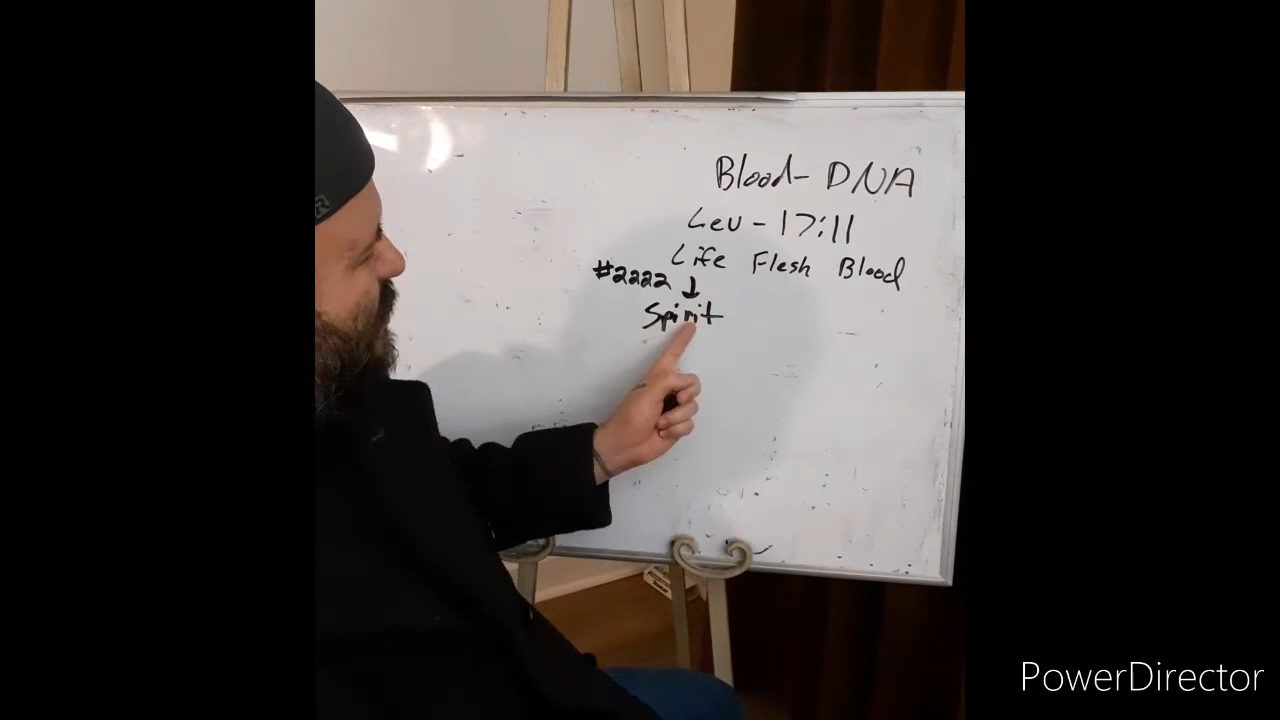 Blood- DNA
Lev - 17:11
Life Flesh Blood
#2222 ↓
Spirit
PowerDirector